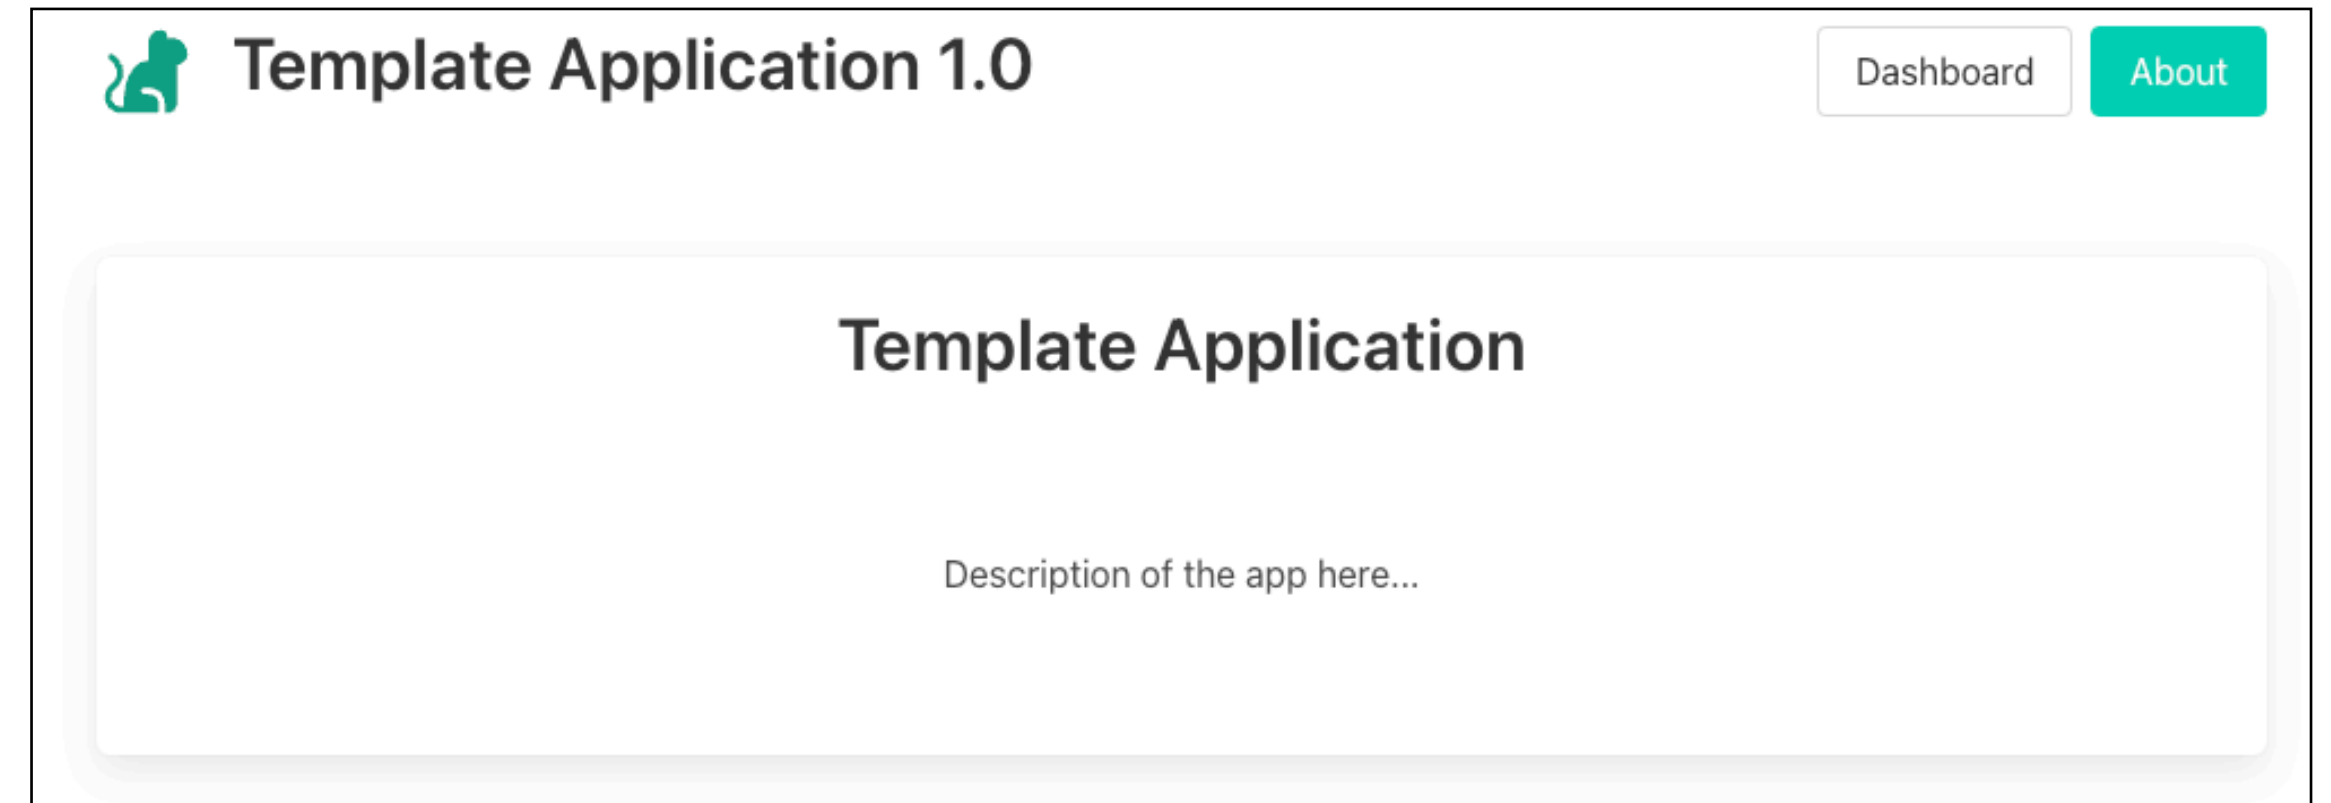 Template Application 1.0
Dashboard
About
Template Application
Description of the app here...